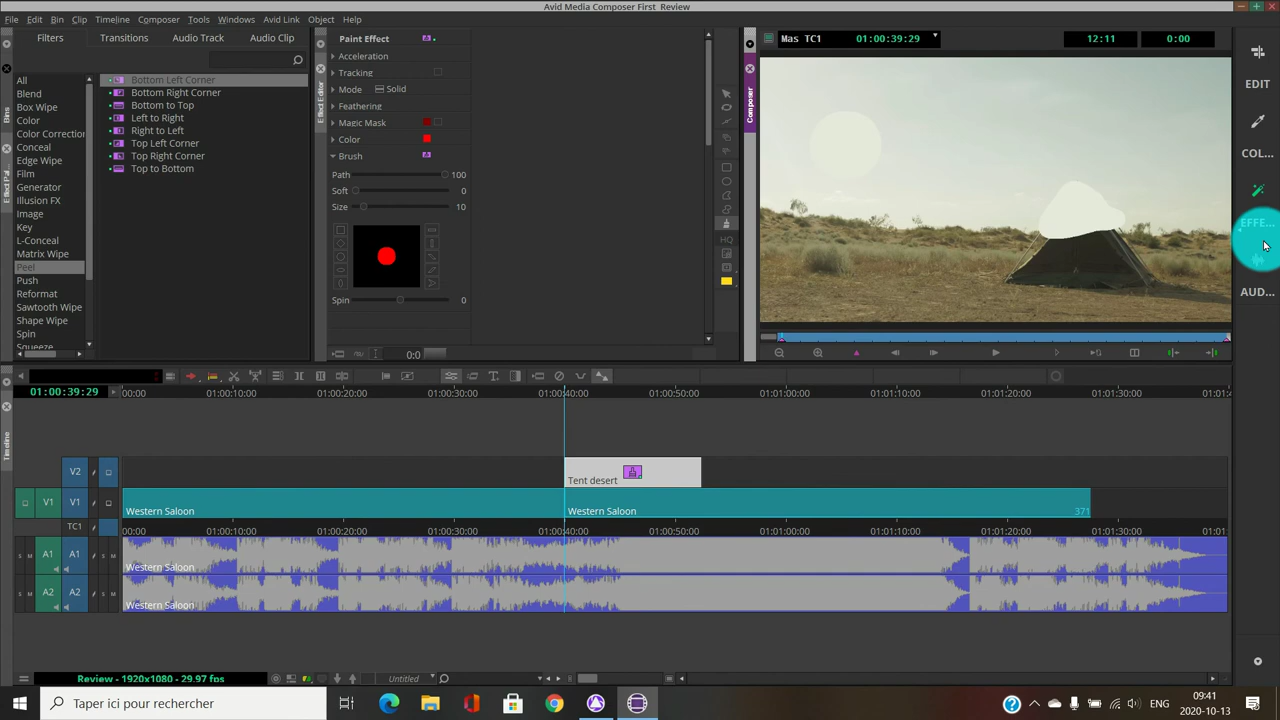 Avid Media Composer First Review
File Edit Bin Clip Timeline Composer Tools Windows Avid Link Object Help
Filters Transitions Audio Track Audio Clip
All
Blend
Box Wipe
Color
Color Correction
Conceal
Edge Wipe
Film
Generator
Illusion FX
Image
Key
L-Conceal
Matrix Wipe
Peel
Push
Reformat
Sawtooth Wipe
Shape Wipe
Spin
Squeeze
Bottom Left Corner
Bottom Right Corner
Bottom to Top
Left to Right
Right to Left
Top Left Corner
Top Right Corner
Top to Bottom
Bins
Effect Pal..
Effect Editor
Paint Effect
Acceleration
Tracking
Mode Solid
Feathering
Magic Mask
Color
Brush
Path 100
Soft 0
Size 10
Spin 0
0:0
HQ
Composer
Mas TC1 01:00:39:29 12:11 0:00
EDIT
COL...
EFFE...
AUD...
Timeline
01:00:39:29 00:00 01:00:10:00 01:00:20:00 01:00:30:00 01:00:40:00 01:00:50:00 01:01:00:00 01:01:10:00 01:01:20:00 01:01:30:00 01:01:4
V2 Tent desert
V1 V1 Western Saloon Western Saloon 371
TC1 00:00 01:00:10:00 01:00:20:00 01:00:30:00 01:00:40:00 01:00:50:00 01:01:00:00 01:01:10:00 01:01:20:00 01:01:30:00 01:01:
S M A1 A1 S M Western Saloon
S M A2 A2 S M Western Saloon
Review - 1920x1080 - 29.97 fps Untitled
Taper ici pour rechercher
ENG
09:41
2020-10-13
2